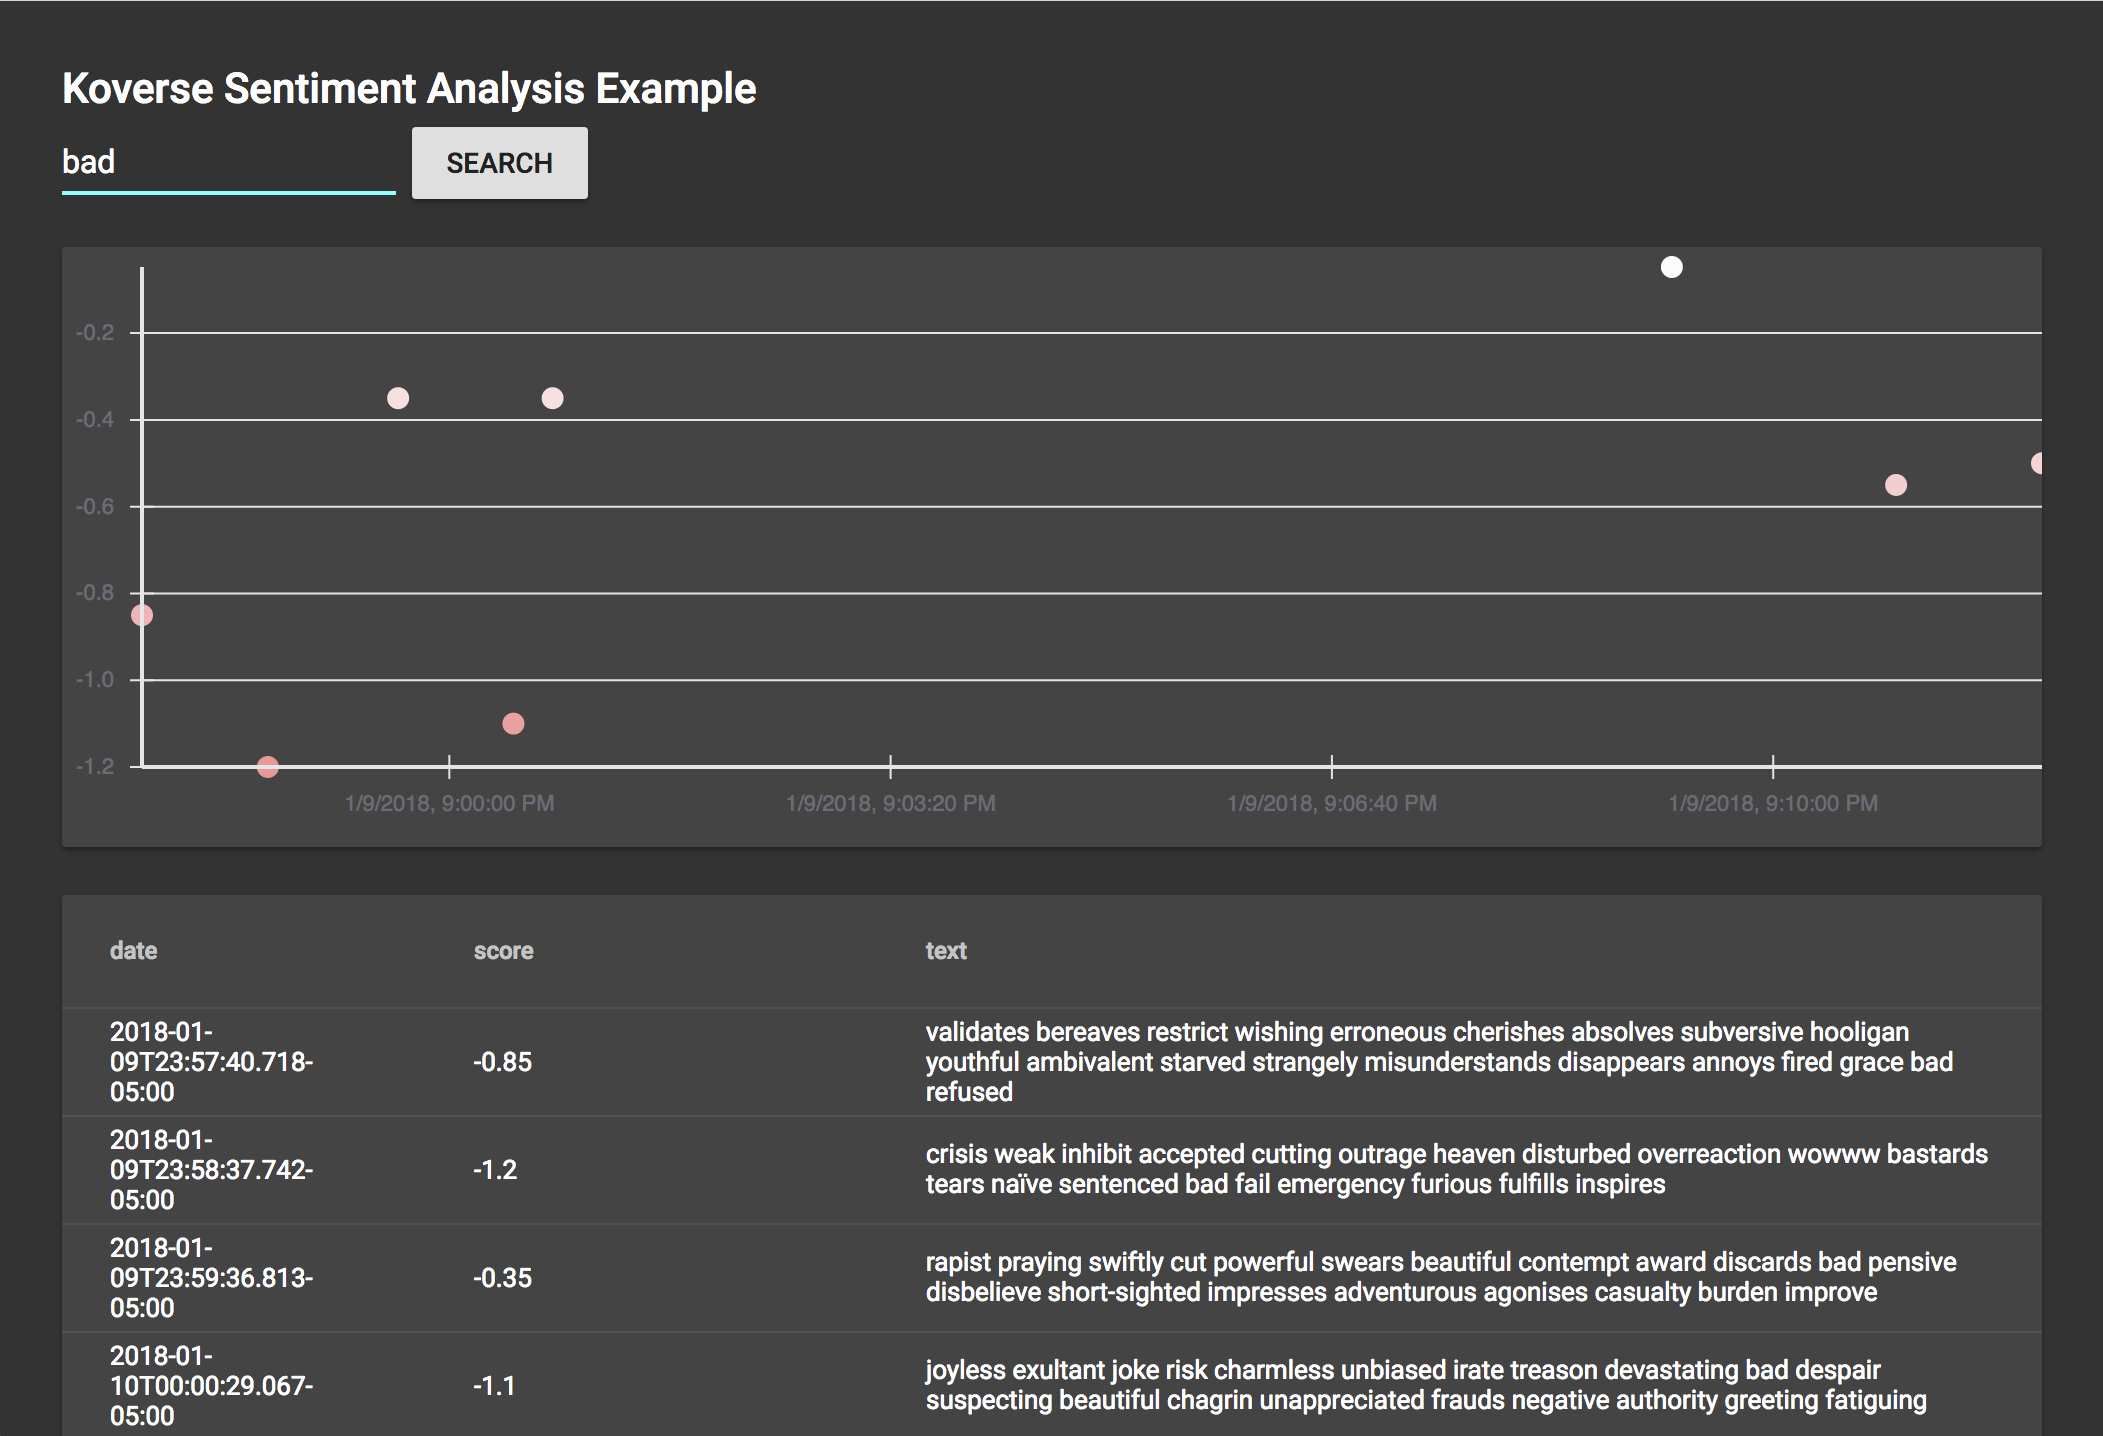 Koverse Sentiment Analysis Example
bad
SEARCH
-0.2
-0.4
-0.6
-0.8
-1.0
-1.2
1/9/2018, 9:00:00 PM
1/9/2018, 9:03:20 PM
1/9/2018, 9:06:40 PM
1/9/2018, 9:10:00 PM
date score text
2018-01-
09T23:57:40.718-
05:00
-0.85
validates bereaves restrict wishing erroneous cherishes absolves subversive hooligan
youthful ambivalent starved strangely misunderstands disappears annoys fired grace bad
refused
2018-01-
09T23:58:37.742-
05:00
-1.2
crisis weak inhibit accepted cutting outrage heaven disturbed overreaction wowww bastards
tears naïve sentenced bad fail emergency furious fulfills inspires
2018-01-
09T23:59:36.813-
05:00
-0.35
rapist praying swiftly cut powerful swears beautiful contempt award discards bad pensive
disbelieve short-sighted impresses adventurous agonises casualty burden improve
2018-01-
10T00:00:29.067-
05:00
-1.1
joyless exultant joke risk charmless unbiased irate treason devastating bad despair
suspecting beautiful chagrin unappreciated frauds negative authority greeting fatiguing